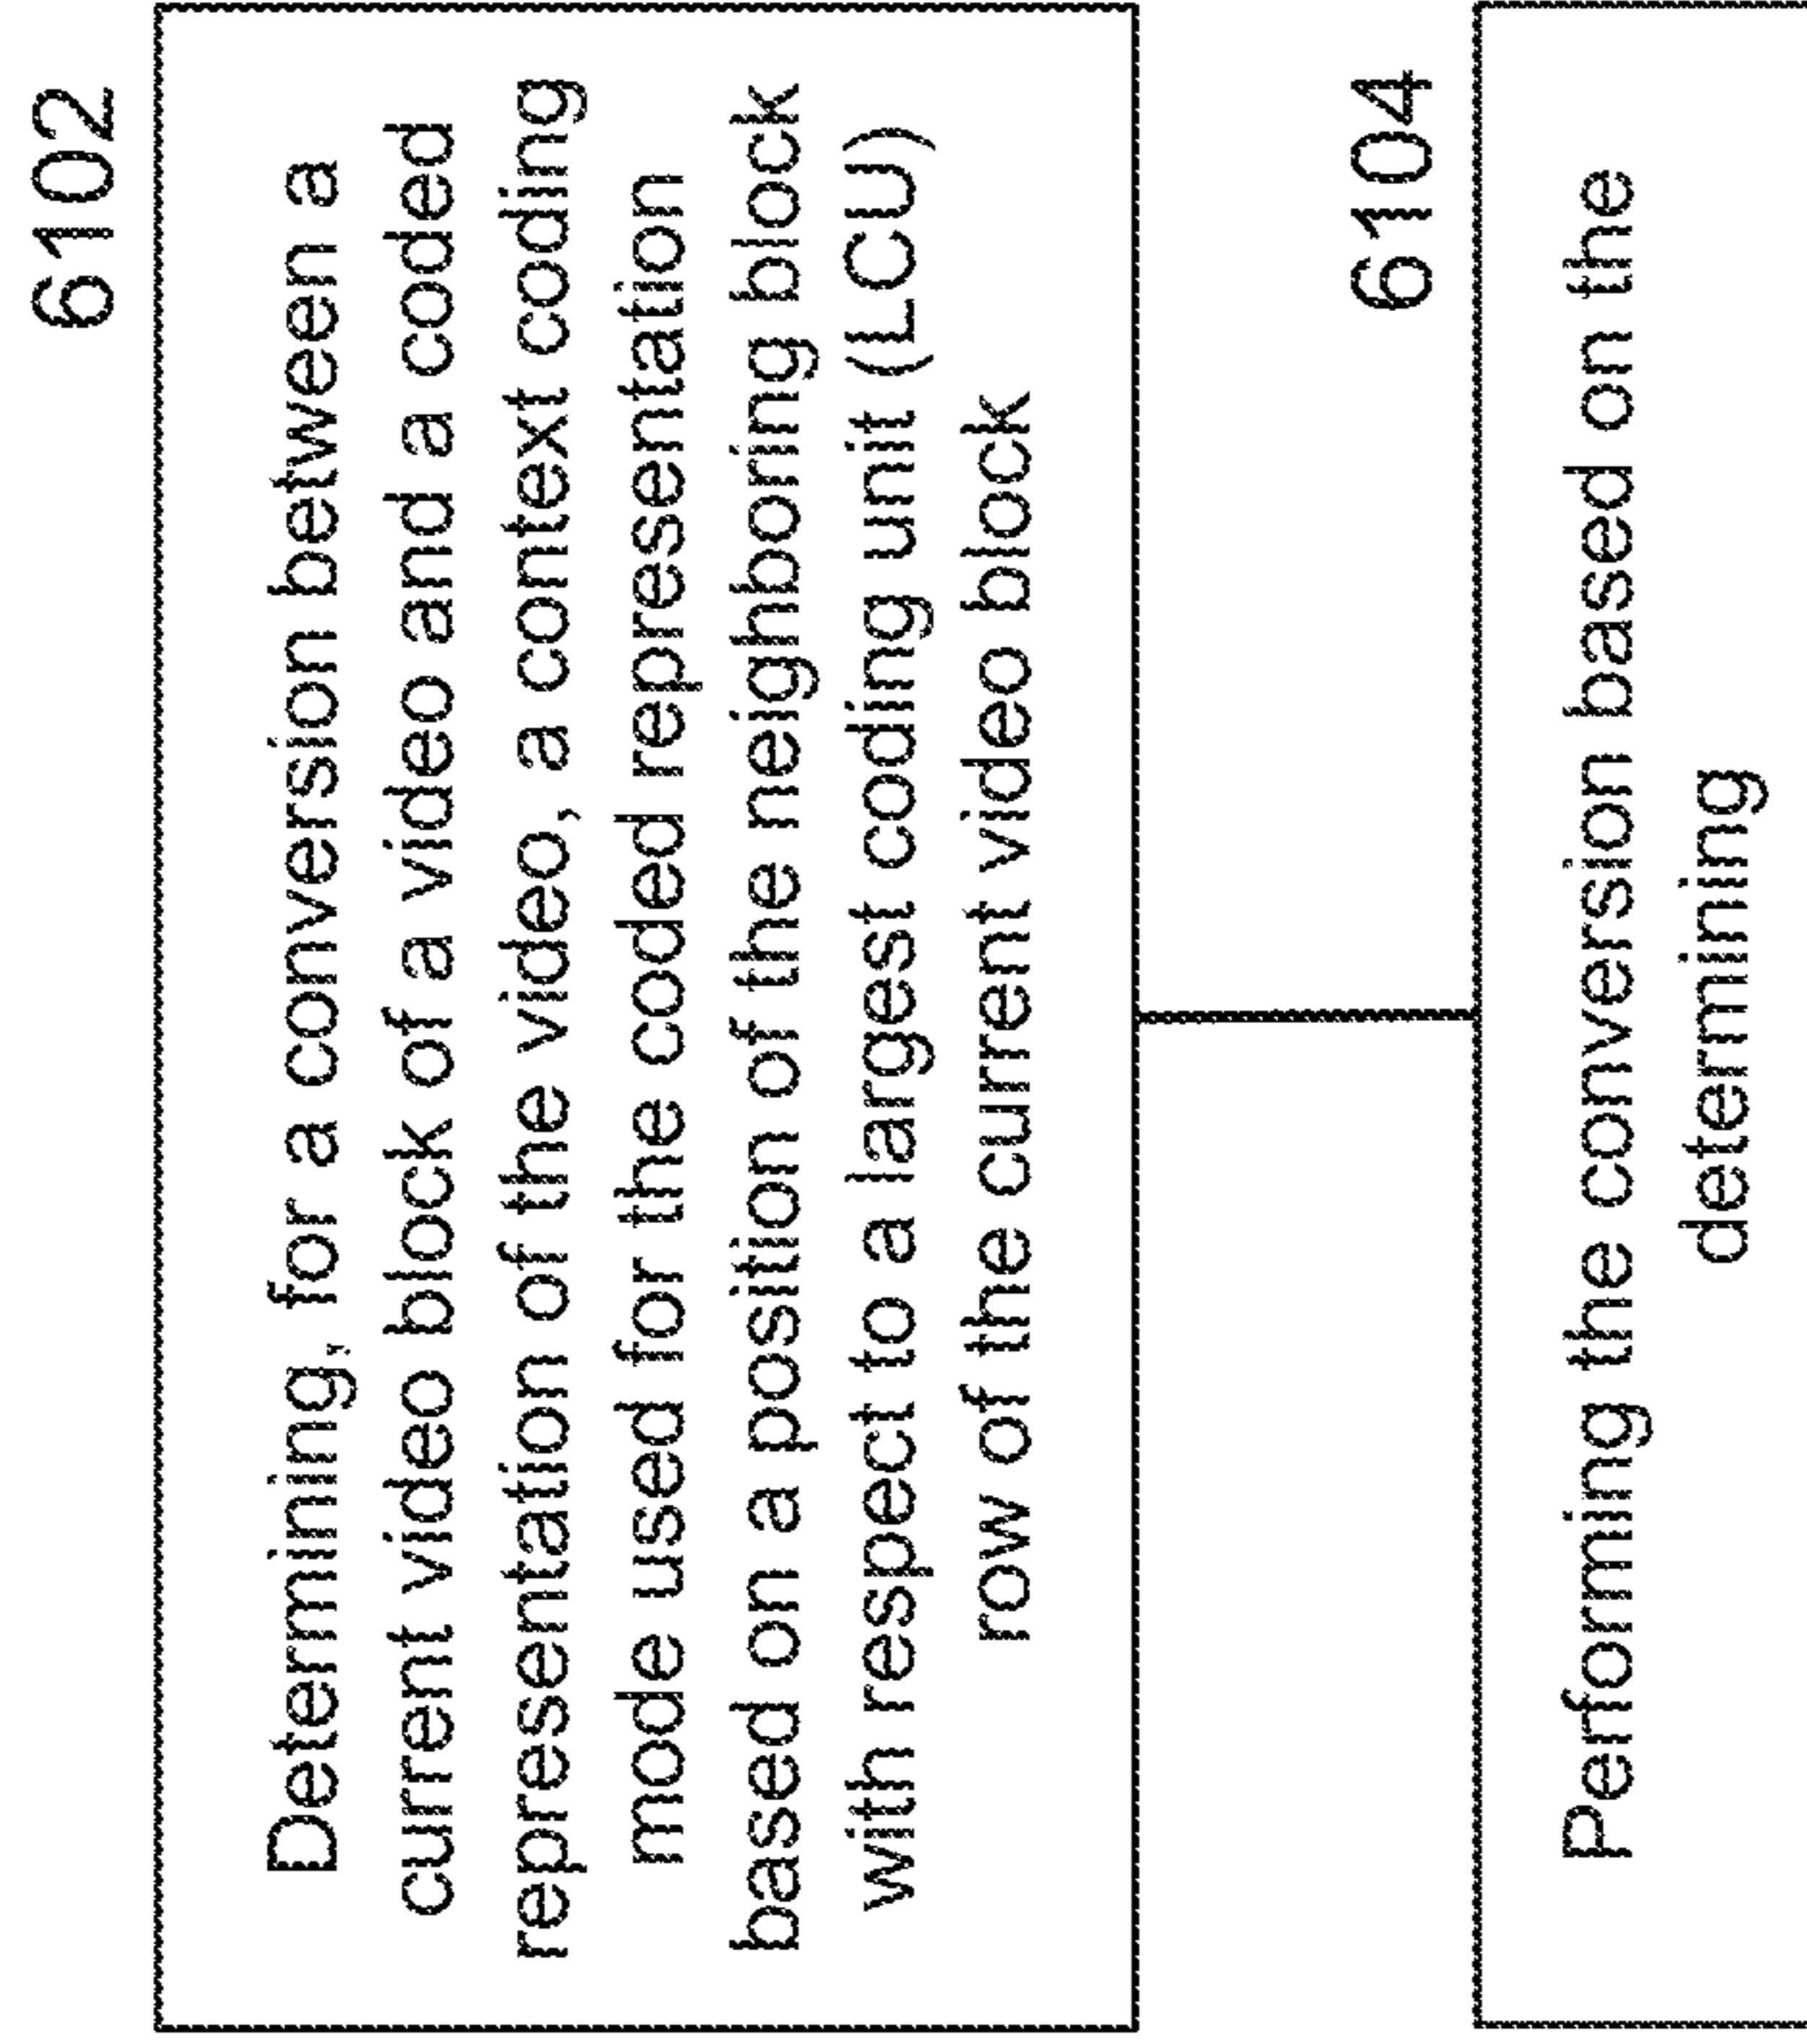 6102
Determining, for a conversion between a
current video block of a video and a coded
representation of the video, a context coding
mode used for the coded representation
based on a position of the neighboring block
with respect to a largest coding unit (LCU)
row of the current video block
6104
Performing the conversion based on the
determining